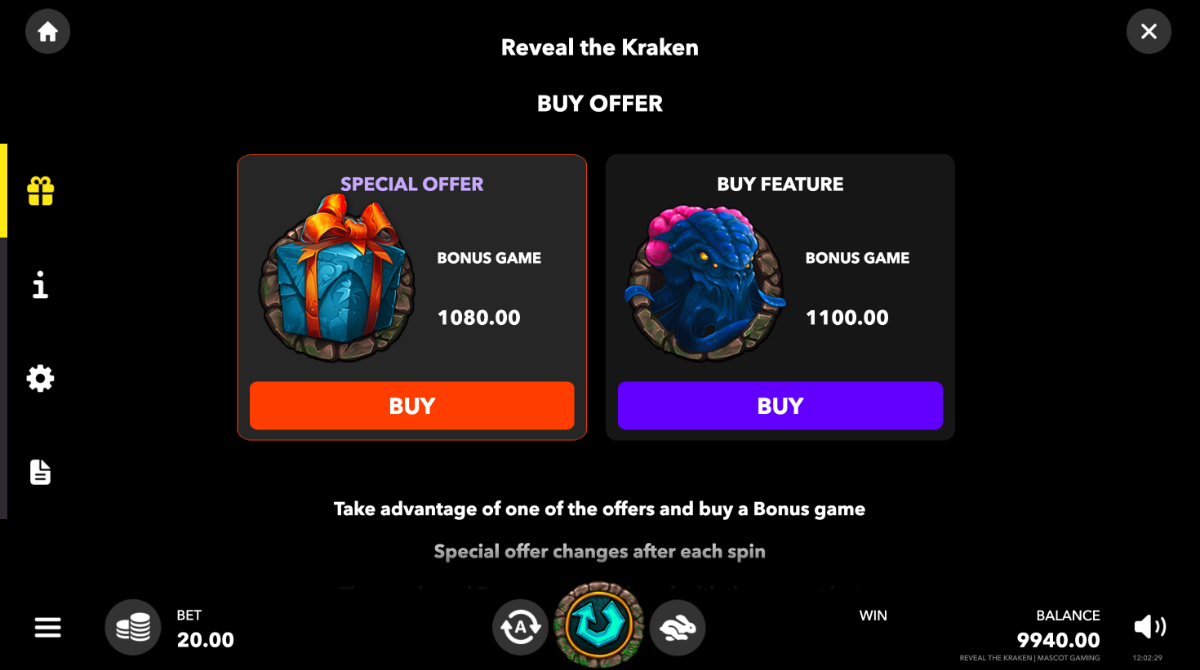 Reveal the Kraken
BUY OFFER
SPECIAL OFFER
BONUS GAME
1080.00
BUY
BUY FEATURE
BONUS GAME
1100.00
BUY
Take advantage of one of the offers and buy a Bonus game
Special offer changes after each spin
BET
20.00
A
WIN
BALANCE
9940.00
REVEAL THE KRAKEN | MASCOT GAMING
12:02:29